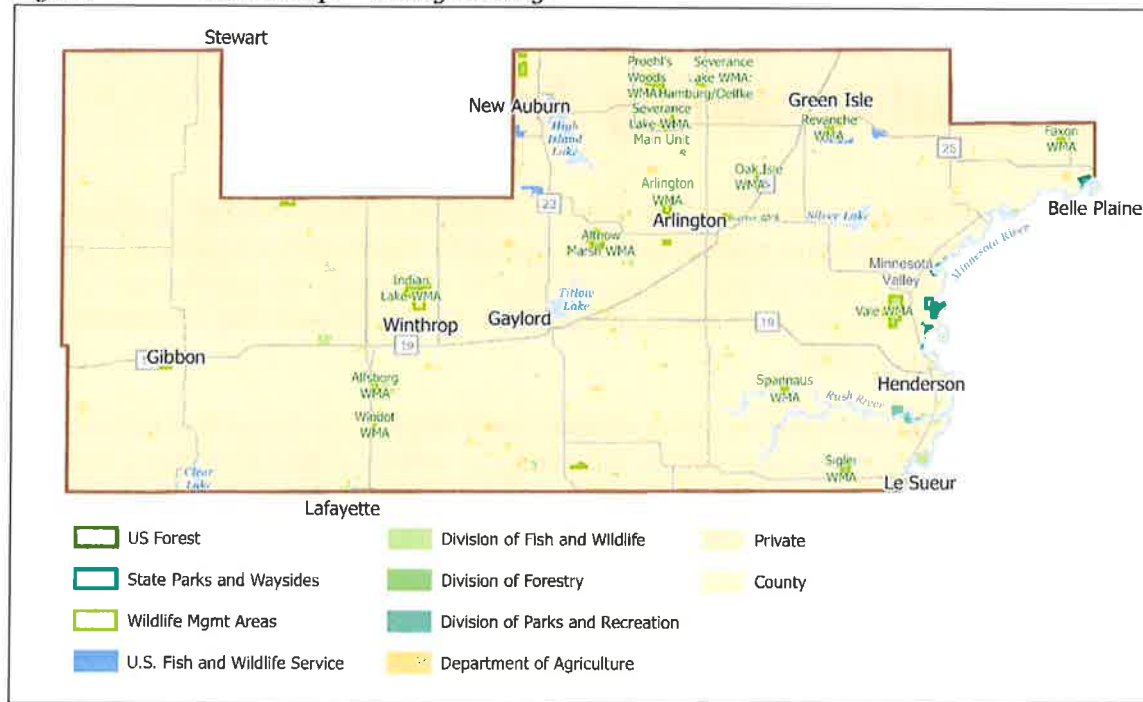 Stewart
Pruehl's
Woods
WMA
Severance
Lake WMA:
Hamburg/Oelfke
New Auburn
High
Island
Lake
Severance
Lake WMA
Main Unit
Green Isle
Revanche
WMA
Faxon
WMA
25
Oak Isle
WMA
Arlington
WMA
22
Arlington
Silver Lake
Belle Plaine
Altnow
Marsh WMA
Minnesota River
Minnesota
Valley
Indian
Lake WMA
Titlow
Lake
Vale WMA
Winthrop
Gaylord
19
19
Gibbon
Alfsborg
WMA
Spannaus
WMA
Henderson
Rush River
Windot
WMA
Clear
Lake
Sigler
WMA
Le Sueur
Lafayette
US Forest
State Parks and Waysides
Wildlife Mgmt Areas
U.S. Fish and Wildlife Service
Division of Fish and Wildlife
Division of Forestry
Division of Parks and Recreation
Department of Agriculture
Private
County